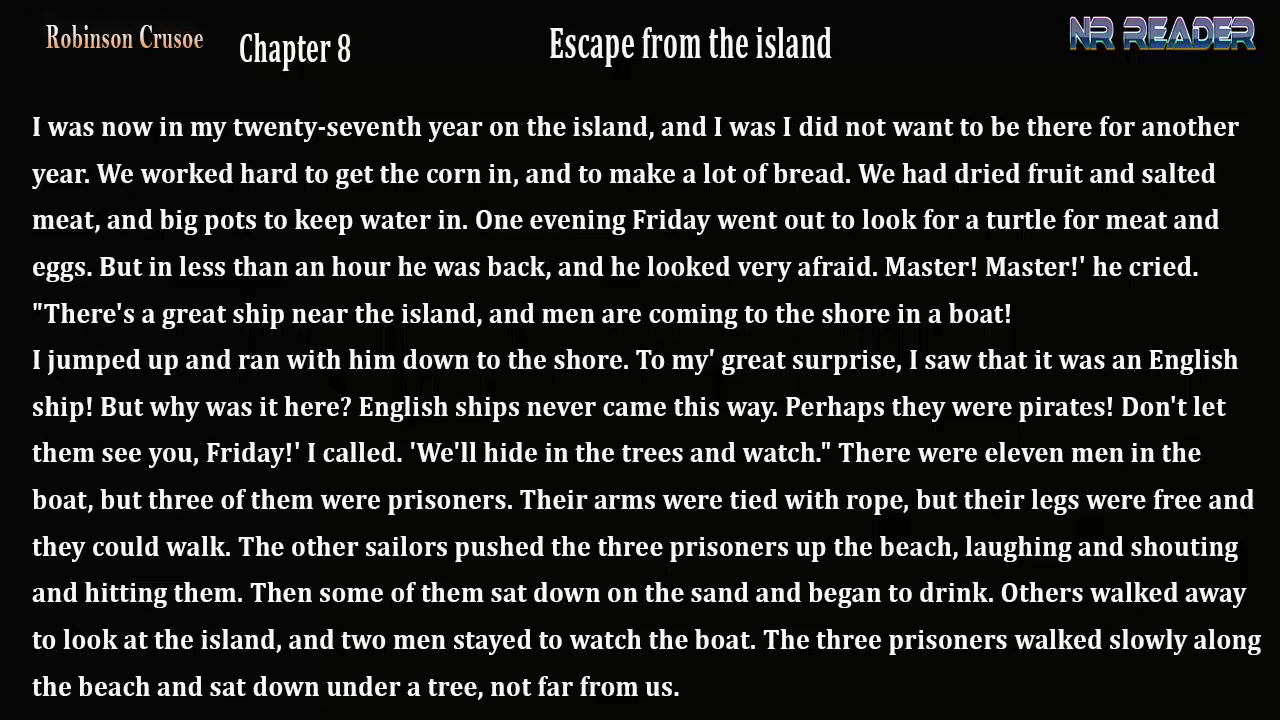 Robinson Crusoe
Chapter 8
Escape from the island
NR READER
I was now in my twenty-seventh year on the island, and I was I did not want to be there for another
year. We worked hard to get the corn in, and to make a lot of bread. We had dried fruit and salted
meat, and big pots to keep water in. One evening Friday went out to look for a turtle for meat and
eggs. But in less than an hour he was back, and he looked very afraid. Master! Master!' he cried.
"There's a great ship near the island, and men are coming to the shore in a boat!
I jumped up and ran with him down to the shore. To my' great surprise, I saw that it was an English
ship! But why was it here? English ships never came this way. Perhaps they were pirates! Don't let
them see you, Friday!' I called. 'We'll hide in the trees and watch." There were eleven men in the
boat, but three of them were prisoners. Their arms were tied with rope, but their legs were free and
they could walk. The other sailors pushed the three prisoners up the beach, laughing and shouting
and hitting them. Then some of them sat down on the sand and began to drink. Others walked away
to look at the island, and two men stayed to watch the boat. The three prisoners walked slowly along
the beach and sat down under a tree, not far from us.